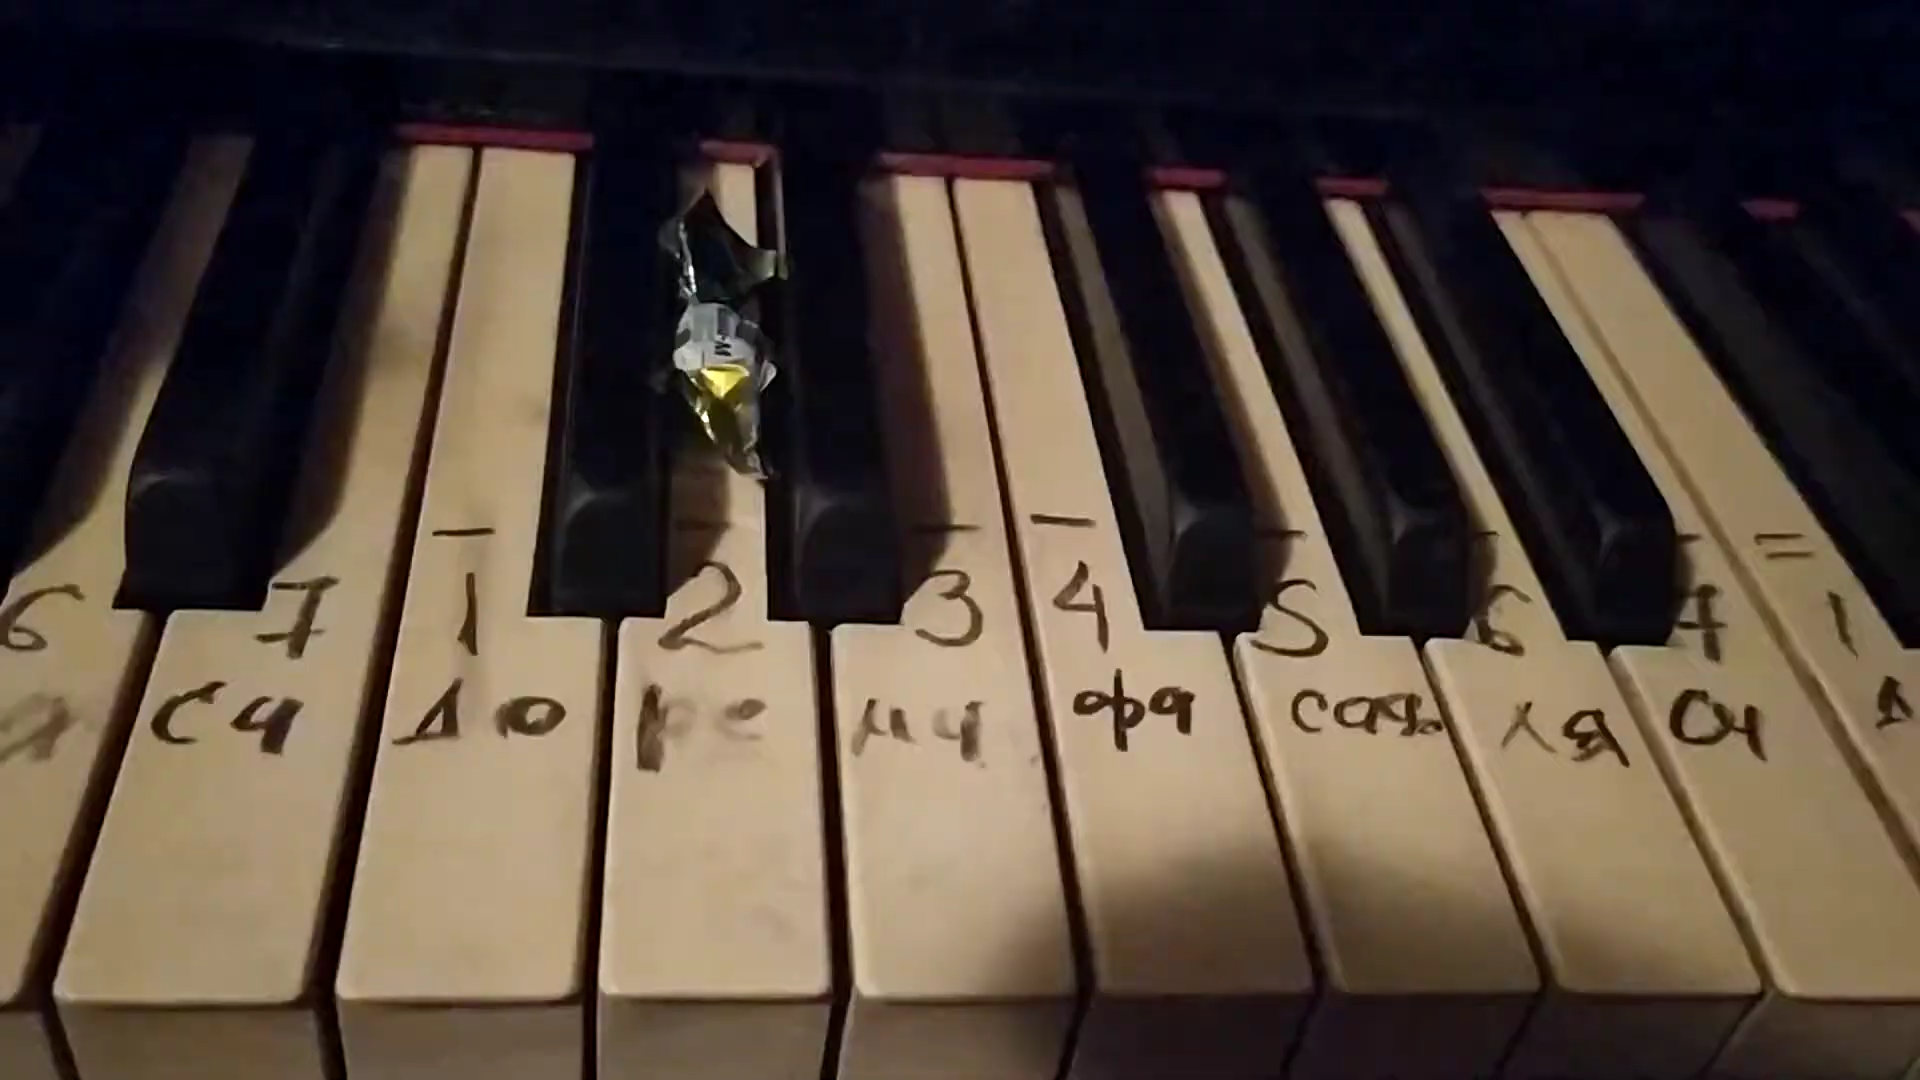 6 7 1 2 3 4 5 6 7 1
я си до ре ми фа соль ля си д